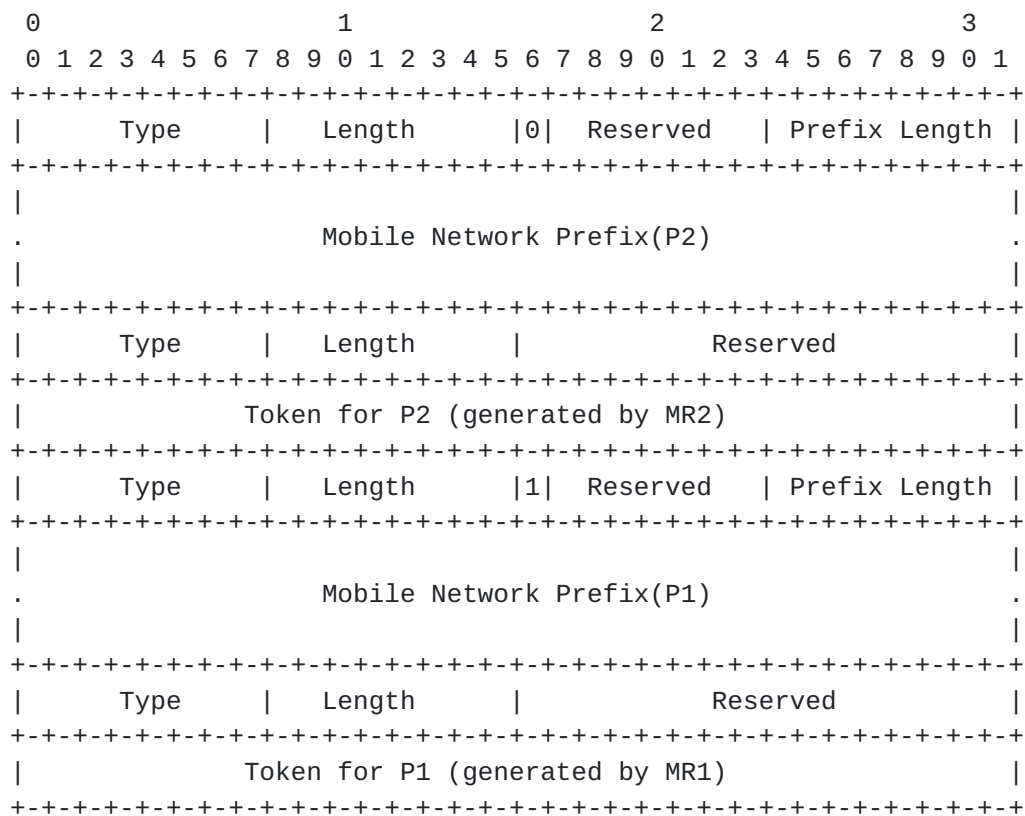 0                   1                   2                   3
 0 1 2 3 4 5 6 7 8 9 0 1 2 3 4 5 6 7 8 9 0 1 2 3 4 5 6 7 8 9 0 1
+-+-+-+-+-+-+-+-+-+-+-+-+-+-+-+-+-+-+-+-+-+-+-+-+-+-+-+-+-+-+-+-+
|      Type     |   Length      |0|  Reserved   | Prefix Length |
+-+-+-+-+-+-+-+-+-+-+-+-+-+-+-+-+-+-+-+-+-+-+-+-+-+-+-+-+-+-+-+-+
|                                                               |
.                   Mobile Network Prefix(P2)                   .
|                                                               |
+-+-+-+-+-+-+-+-+-+-+-+-+-+-+-+-+-+-+-+-+-+-+-+-+-+-+-+-+-+-+-+-+
|      Type     |   Length      |            Reserved           |
+-+-+-+-+-+-+-+-+-+-+-+-+-+-+-+-+-+-+-+-+-+-+-+-+-+-+-+-+-+-+-+-+
|              Token for P2 (generated by MR2)                  |
+-+-+-+-+-+-+-+-+-+-+-+-+-+-+-+-+-+-+-+-+-+-+-+-+-+-+-+-+-+-+-+-+
|      Type     |   Length      |1|  Reserved   | Prefix Length |
+-+-+-+-+-+-+-+-+-+-+-+-+-+-+-+-+-+-+-+-+-+-+-+-+-+-+-+-+-+-+-+-+
|                                                               |
.                   Mobile Network Prefix(P1)                   .
|                                                               |
+-+-+-+-+-+-+-+-+-+-+-+-+-+-+-+-+-+-+-+-+-+-+-+-+-+-+-+-+-+-+-+-+
|      Type     |   Length      |            Reserved           |
+-+-+-+-+-+-+-+-+-+-+-+-+-+-+-+-+-+-+-+-+-+-+-+-+-+-+-+-+-+-+-+-+
|              Token for P1 (generated by MR1)                  |
+-+-+-+-+-+-+-+-+-+-+-+-+-+-+-+-+-+-+-+-+-+-+-+-+-+-+-+-+-+-+-+-+